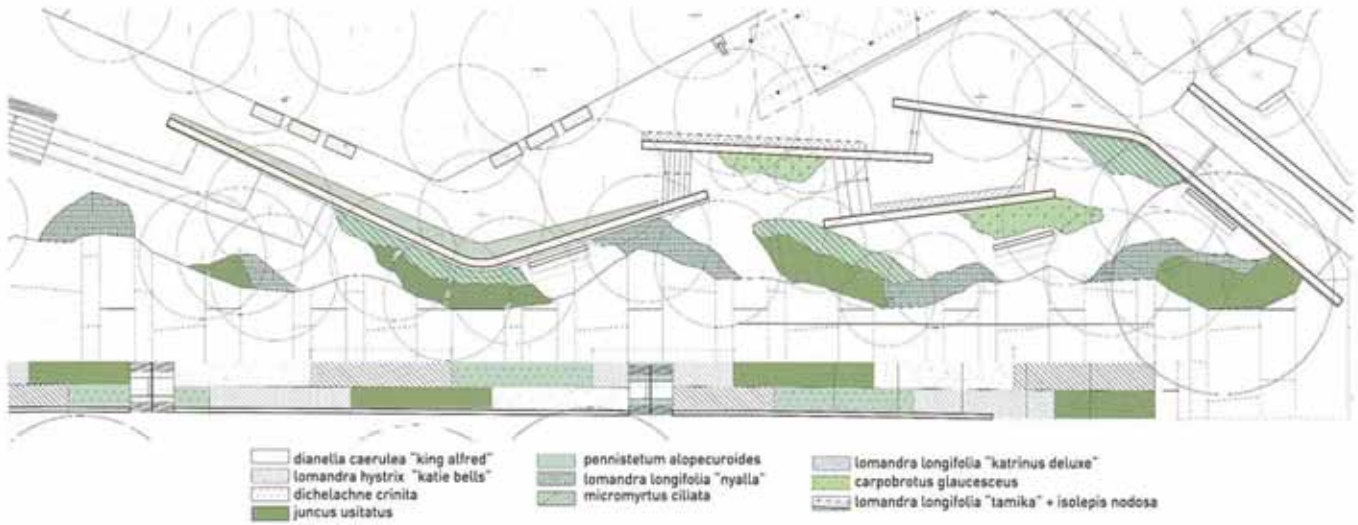 dianella caerulea "king alfred"
lomandra hystrix "katie bells"
dichelachne crinita
juncus usitatus
pennistetum alopecuroides
lomandra longifolia "nyalla"
micromyrtus ciliata
lomandra longifolia "katrinus deluxe"
carpobrotus glaucesceus
lomandra longifolia "tamika" + isolepis nodosa